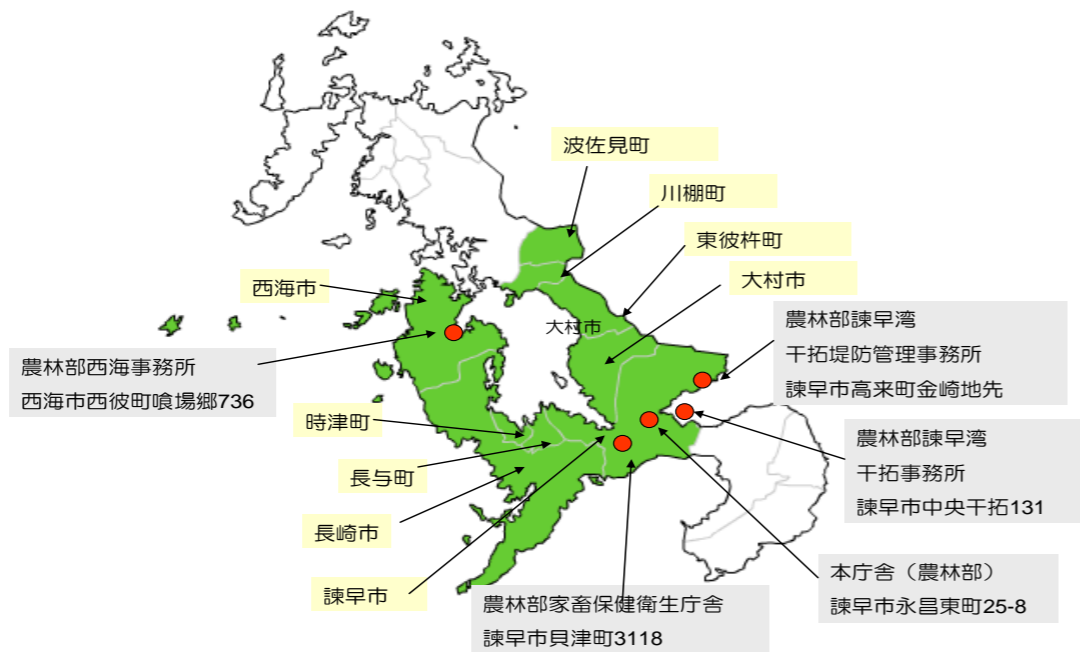 波佐見町
川棚町
東彼杵町
大村市
西海市
大村市
農林部諫早湾
干拓堤防管理事務所
諫早市高来町金崎地先
農林部西海事務所
西海市西彼町喰場郷736
時津町
長与町
長崎市
諫早市
農林部諫早湾
干拓事務所
諫早市中央干拓131
本庁舎（農林部）
諫早市永昌東町25-8
農林部家畜保健衛生庁舎
諫早市貝津町3118